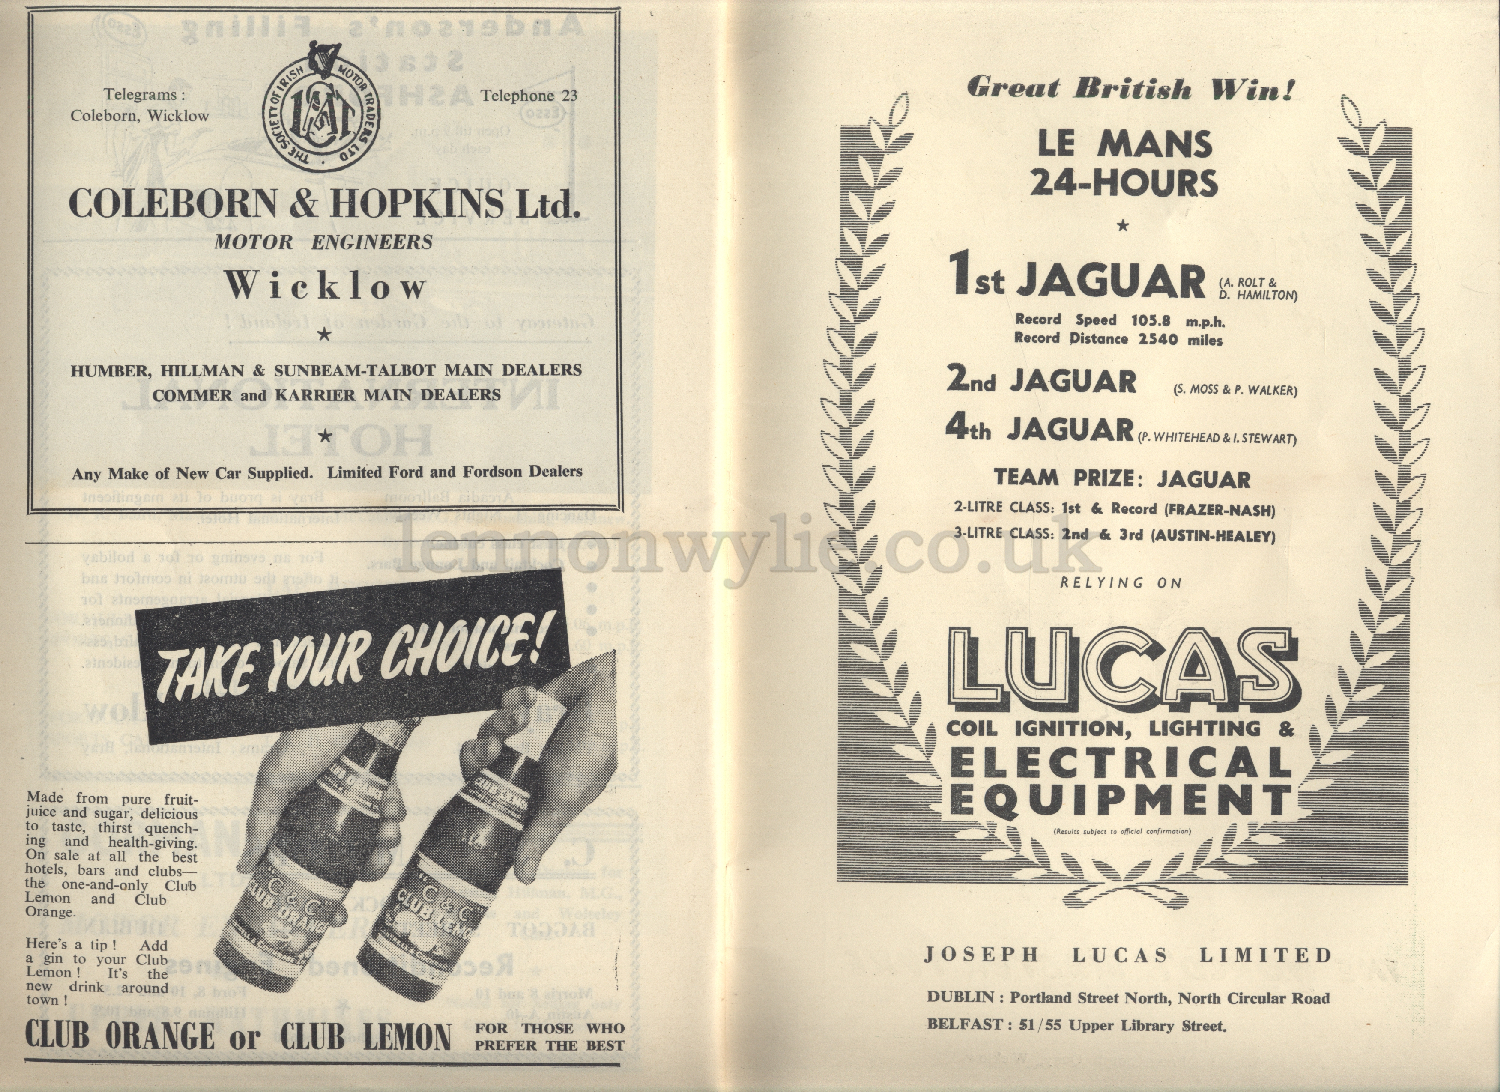 Telegrams :
Coleborn, Wicklow
THE SOCIETY OF IRISH MOTOR TRADERS LTD
Telephone 23
COLEBORN & HOPKINS Ltd.
MOTOR ENGINEERS
Wicklow
HUMBER, HILLMAN & SUNBEAM-TALBOT MAIN DEALERS
COMMER and KARRIER MAIN DEALERS
Any Make of New Car Supplied. Limited Ford and Fordson Dealers
TAKE YOUR CHOICE!
Made from pure fruit-
juice and sugar, delicious
to taste, thirst quench-
ing and health-giving.
On sale at all the best
hotels, bars and clubs—
the one-and-only Club
Lemon and Club
Orange.
Here's a tip ! Add
a gin to your Club
Lemon ! It's the
new drink around
town !
"C & C"
CLUB ORANGE
"C & C"
CLUB LEMON
CLUB ORANGE or CLUB LEMON
FOR THOSE WHO
PREFER THE BEST
Great British Win!
LE MANS
24-HOURS
1st JAGUAR (A. ROLT &
D. HAMILTON)
Record Speed 105.8 m.p.h.
Record Distance 2540 miles
2nd JAGUAR (S. MOSS & P. WALKER)
4th JAGUAR (P. WHITEHEAD & I. STEWART)
TEAM PRIZE: JAGUAR
2-LITRE CLASS: 1st & Record (FRAZER-NASH)
3-LITRE CLASS: 2nd & 3rd (AUSTIN-HEALEY)
RELYING ON
LUCAS
COIL IGNITION, LIGHTING &
ELECTRICAL
EQUIPMENT
(Results subject to official confirmation)
JOSEPH LUCAS LIMITED
DUBLIN : Portland Street North, North Circular Road
BELFAST : 51/55 Upper Library Street.
lennonwylie.co.uk